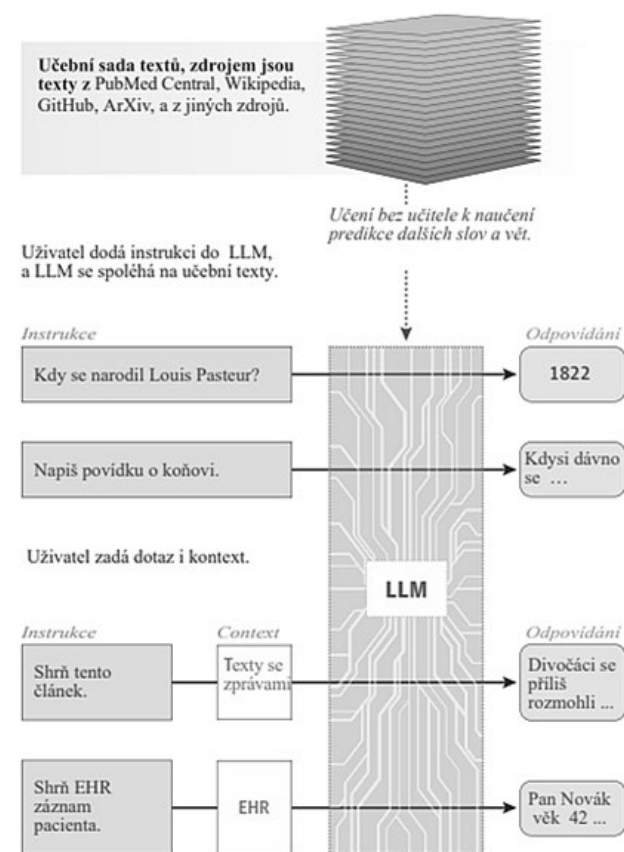 Učební sada textů, zdrojem jsou
texty z PubMed Central, Wikipedia,
GitHub, ArXiv, a z jiných zdrojů.
Učení bez učitele k naučení
predikce dalších slov a vět.
Uživatel dodá instrukci do LLM,
a LLM se spoléhá na učební texty.
Instrukce
Odpovídání
Kdy se narodil Louis Pasteur?
1822
Napiš povídku o koňovi.
Kdysi dávno
se ...
Uživatel zadá dotaz i kontext.
LLM
Instrukce
Context
Odpovídání
Shrň tento
článek.
Texty se
zprávami
Divočáci se
příliš
rozmohli ...
Shrň EHR
záznam
pacienta.
EHR
Pan Novák
věk 42 ...